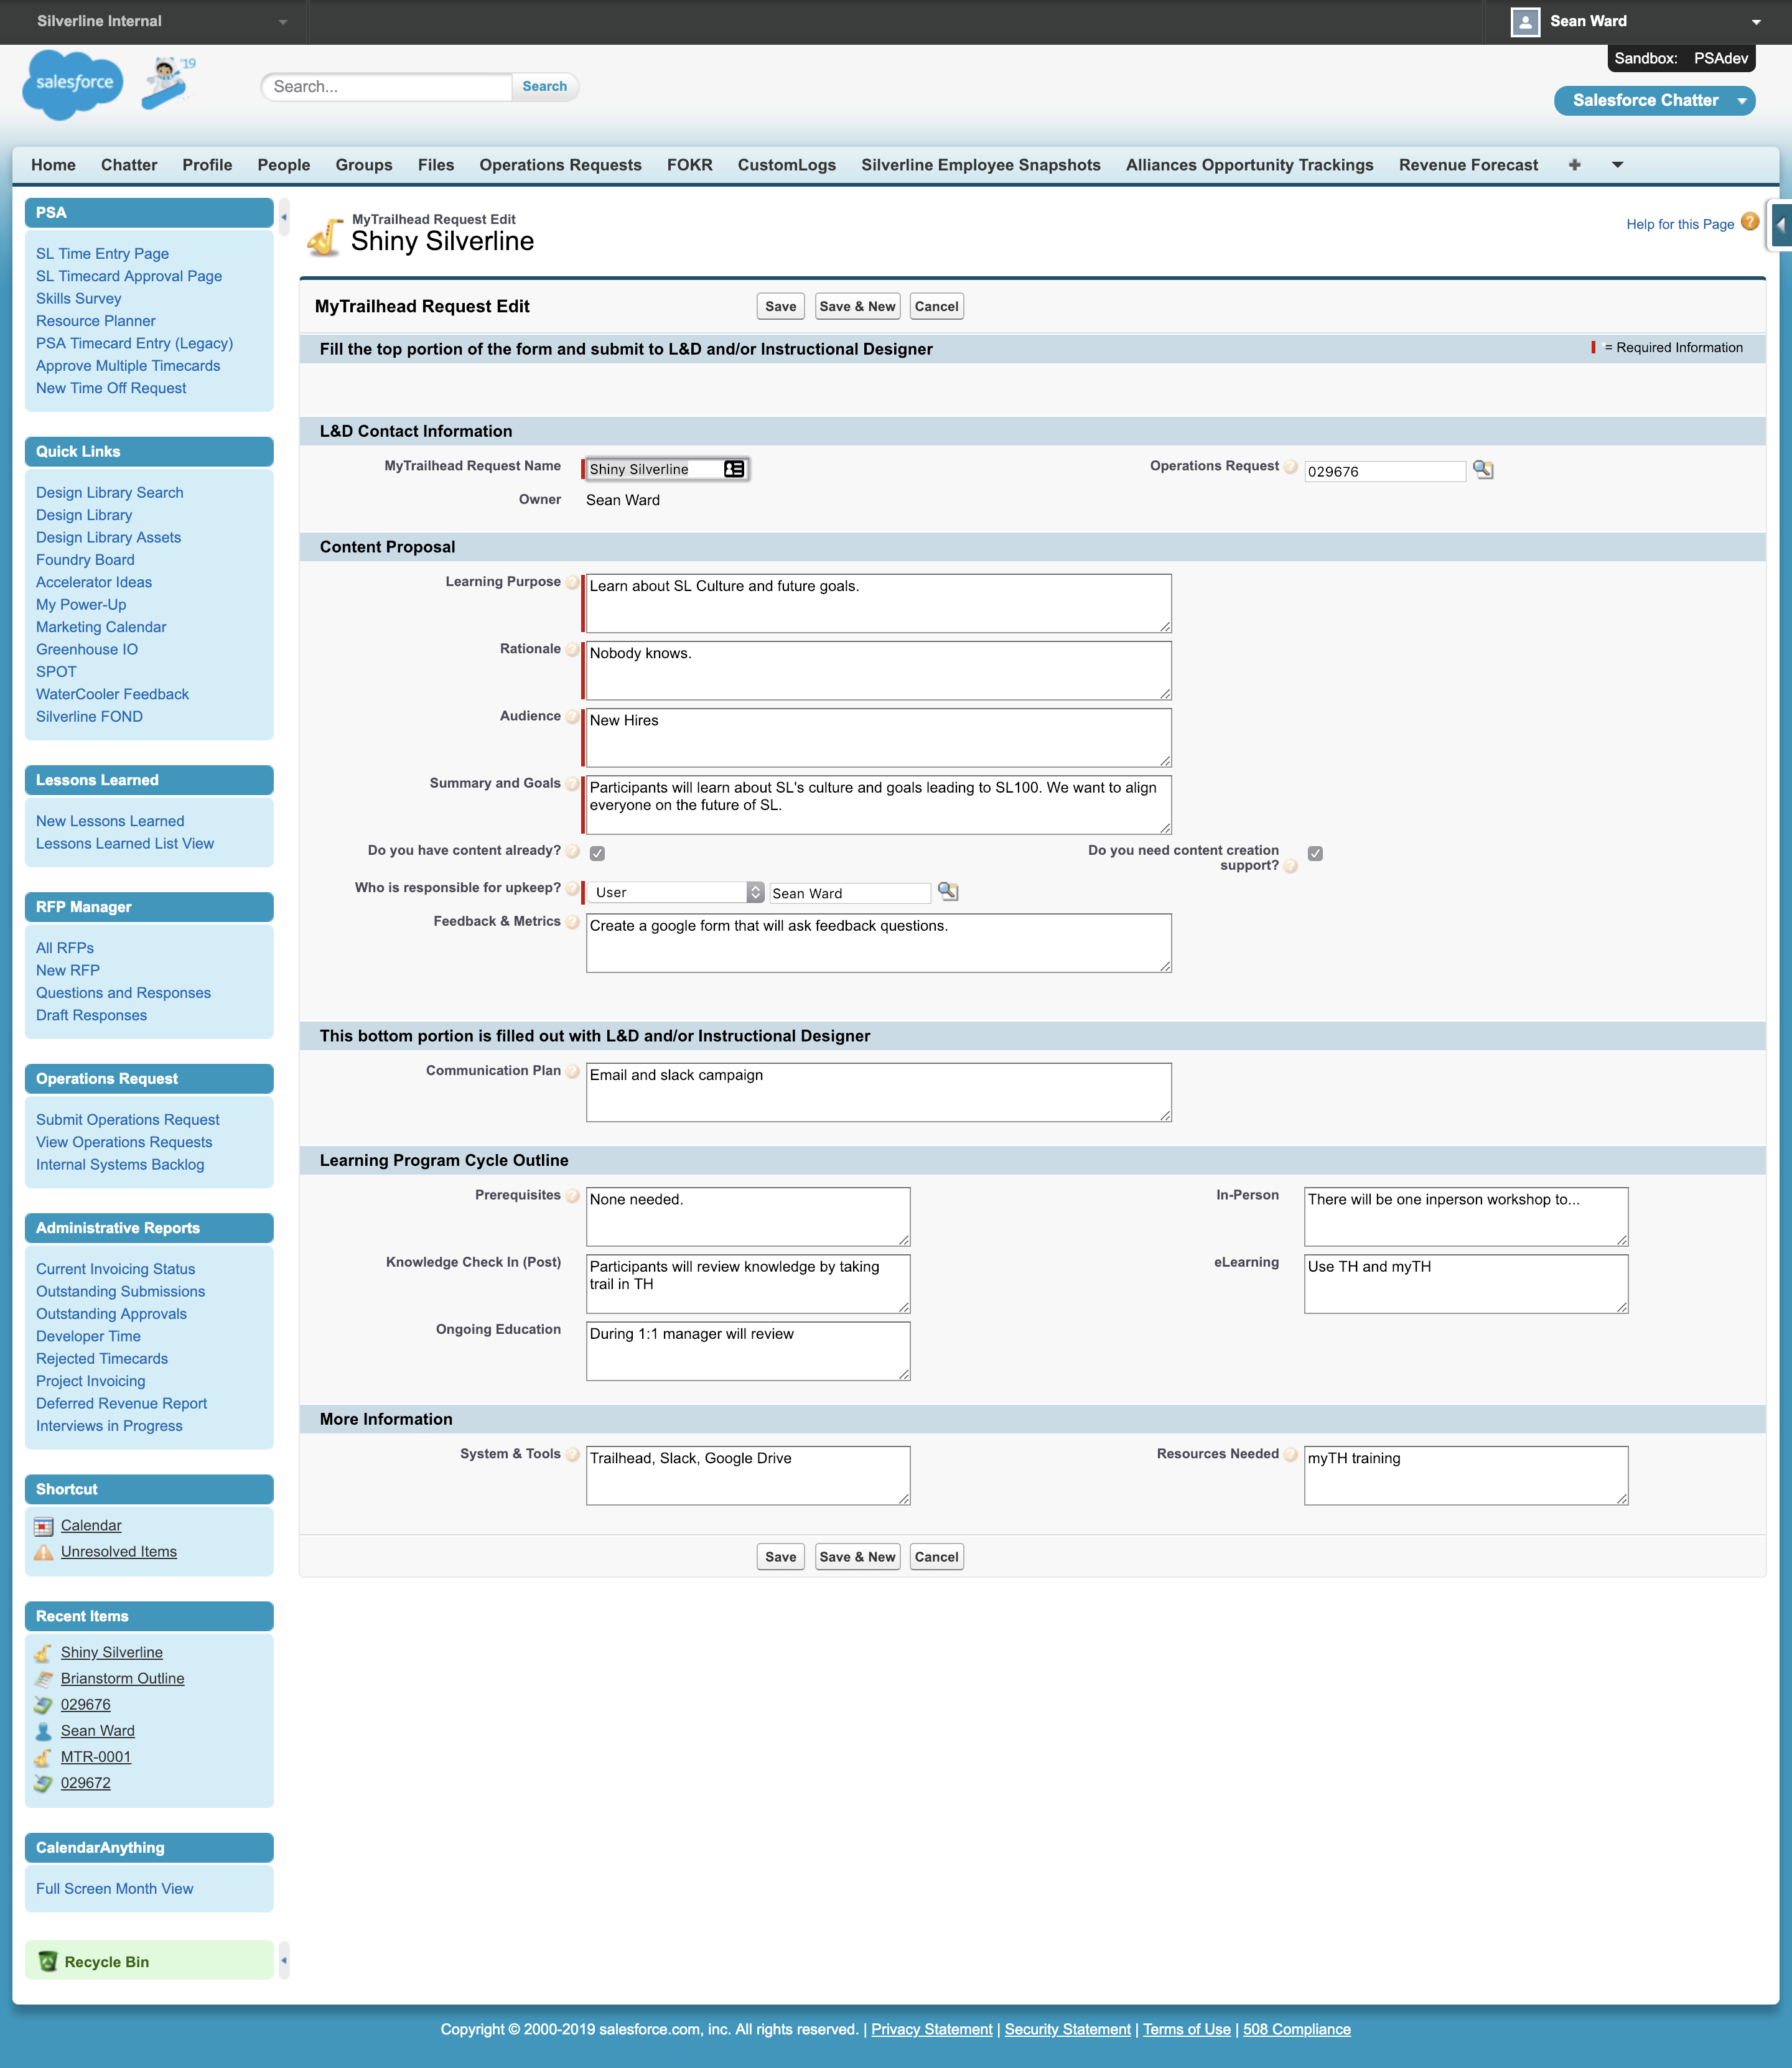 Silverline Internal
Sean Ward
Sandbox: PSAdev
salesforce
'19
Search...
Search
Salesforce Chatter
Home Chatter Profile People Groups Files Operations Requests FOKR CustomLogs Silverline Employee Snapshots Alliances Opportunity Trackings Revenue Forecast +
PSA
SL Time Entry Page
SL Timecard Approval Page
Skills Survey
Resource Planner
PSA Timecard Entry (Legacy)
Approve Multiple Timecards
New Time Off Request
Quick Links
Design Library Search
Design Library
Design Library Assets
Foundry Board
Accelerator Ideas
My Power-Up
Marketing Calendar
Greenhouse IO
SPOT
WaterCooler Feedback
Silverline FOND
Lessons Learned
New Lessons Learned
Lessons Learned List View
RFP Manager
All RFPs
New RFP
Questions and Responses
Draft Responses
Operations Request
Submit Operations Request
View Operations Requests
Internal Systems Backlog
Administrative Reports
Current Invoicing Status
Outstanding Submissions
Outstanding Approvals
Developer Time
Rejected Timecards
Project Invoicing
Deferred Revenue Report
Interviews in Progress
Shortcut
Calendar
Unresolved Items
Recent Items
Shiny Silverline
Brianstorm Outline
029676
Sean Ward
MTR-0001
029672
CalendarAnything
Full Screen Month View
Recycle Bin
MyTrailhead Request Edit
Shiny Silverline
Help for this Page ?
MyTrailhead Request Edit
Save Save & New Cancel
Fill the top portion of the form and submit to L&D and/or Instructional Designer
= Required Information
L&D Contact Information
MyTrailhead Request Name Shiny Silverline
Operations Request ? 029676
Owner Sean Ward
Content Proposal
Learning Purpose ? Learn about SL Culture and future goals.
Rationale ? Nobody knows.
Audience ? New Hires
Summary and Goals ? Participants will learn about SL's culture and goals leading to SL100. We want to align
everyone on the future of SL.
Do you have content already? ?
Do you need content creation
support? ?
Who is responsible for upkeep? ? User Sean Ward
Feedback & Metrics ? Create a google form that will ask feedback questions.
This bottom portion is filled out with L&D and/or Instructional Designer
Communication Plan ? Email and slack campaign
Learning Program Cycle Outline
Prerequisites ? None needed.
In-Person There will be one inperson workshop to...
Knowledge Check In (Post) Participants will review knowledge by taking
trail in TH
eLearning Use TH and myTH
Ongoing Education During 1:1 manager will review
More Information
System & Tools ? Trailhead, Slack, Google Drive
Resources Needed ? myTH training
Save Save & New Cancel
Copyright © 2000-2019 salesforce.com, inc. All rights reserved. | Privacy Statement | Security Statement | Terms of Use | 508 Compliance